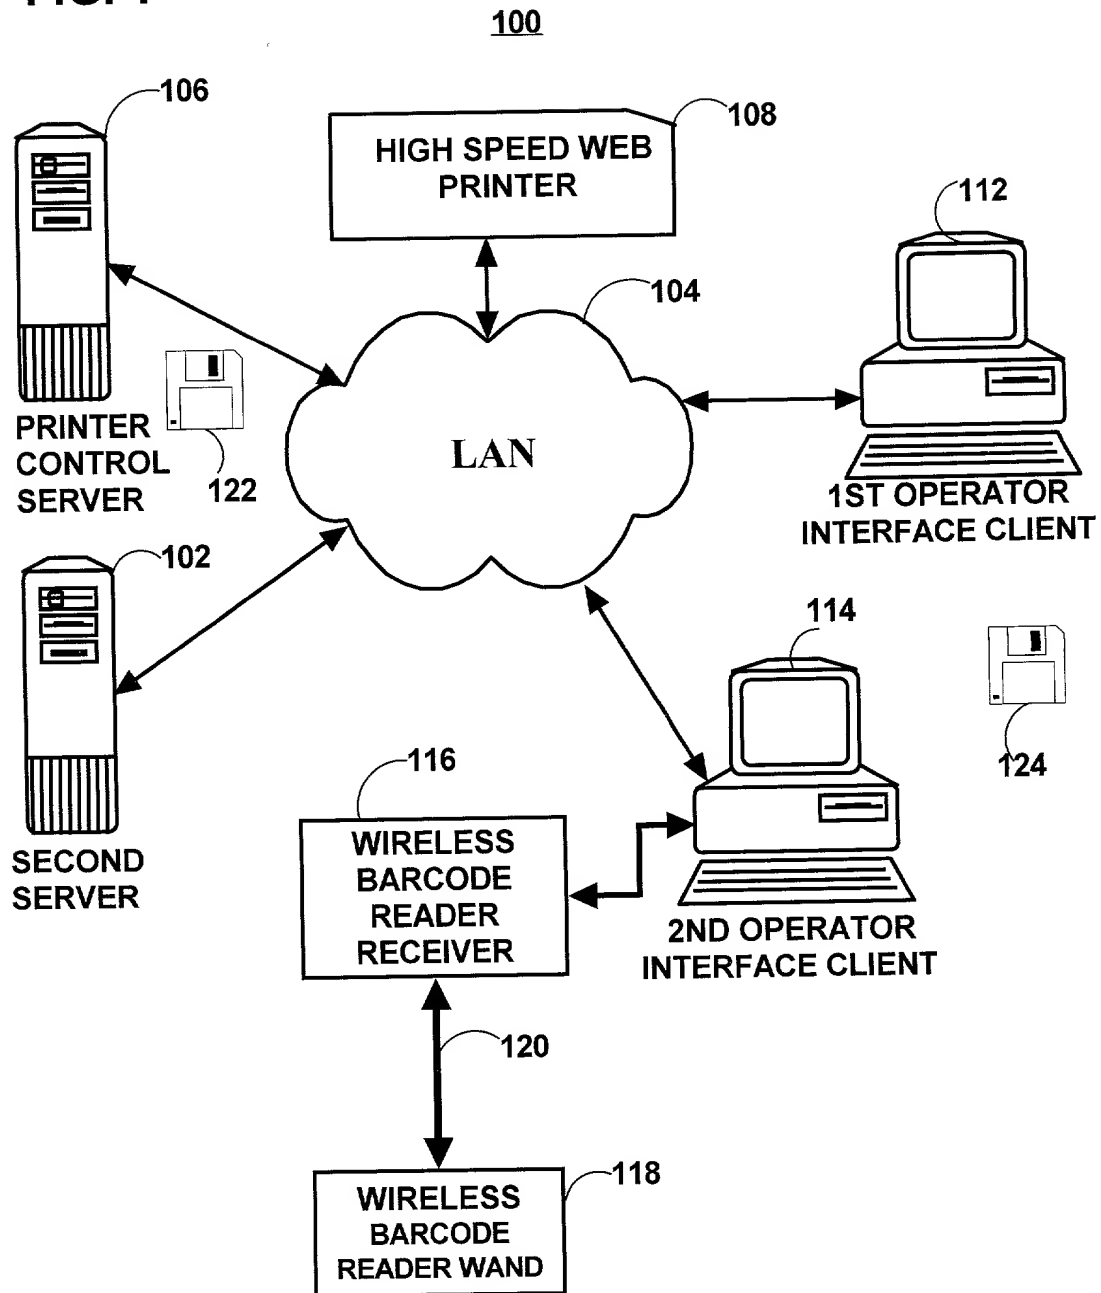 100
106
HIGH SPEED WEB
PRINTER
108
112
104
LAN
PRINTER
CONTROL
SERVER
122
1ST OPERATOR
INTERFACE CLIENT
102
SECOND
SERVER
114
124
116
WIRELESS
BARCODE
READER
RECEIVER
2ND OPERATOR
INTERFACE CLIENT
120
118
WIRELESS
BARCODE
READER WAND